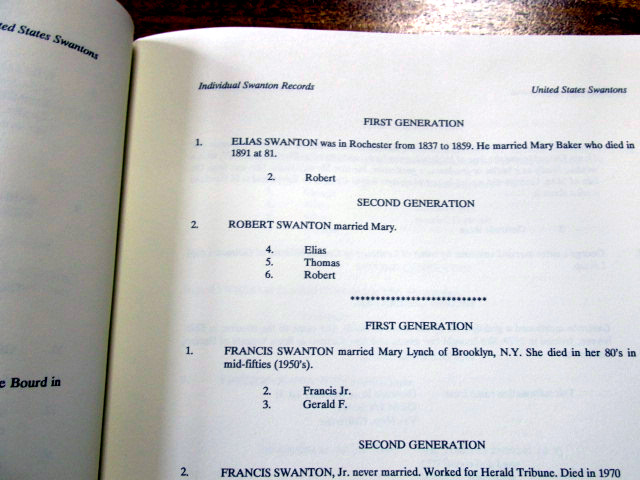 ted States Swantons
e Bourd in
Individual Swanton Records United States Swantons
FIRST GENERATION
1. ELIAS SWANTON was in Rochester from 1837 to 1859. He married Mary Baker who died in
1891 at 81.
2. Robert
SECOND GENERATION
2. ROBERT SWANTON married Mary.
4. Elias
5. Thomas
6. Robert
***************************
FIRST GENERATION
1. FRANCIS SWANTON married Mary Lynch of Brooklyn, N.Y. She died in her 80's in
mid-fifties (1950's).
2. Francis Jr.
3. Gerald F.
SECOND GENERATION
2. FRANCIS SWANTON, Jr. never married. Worked for Herald Tribune. Died in 1970